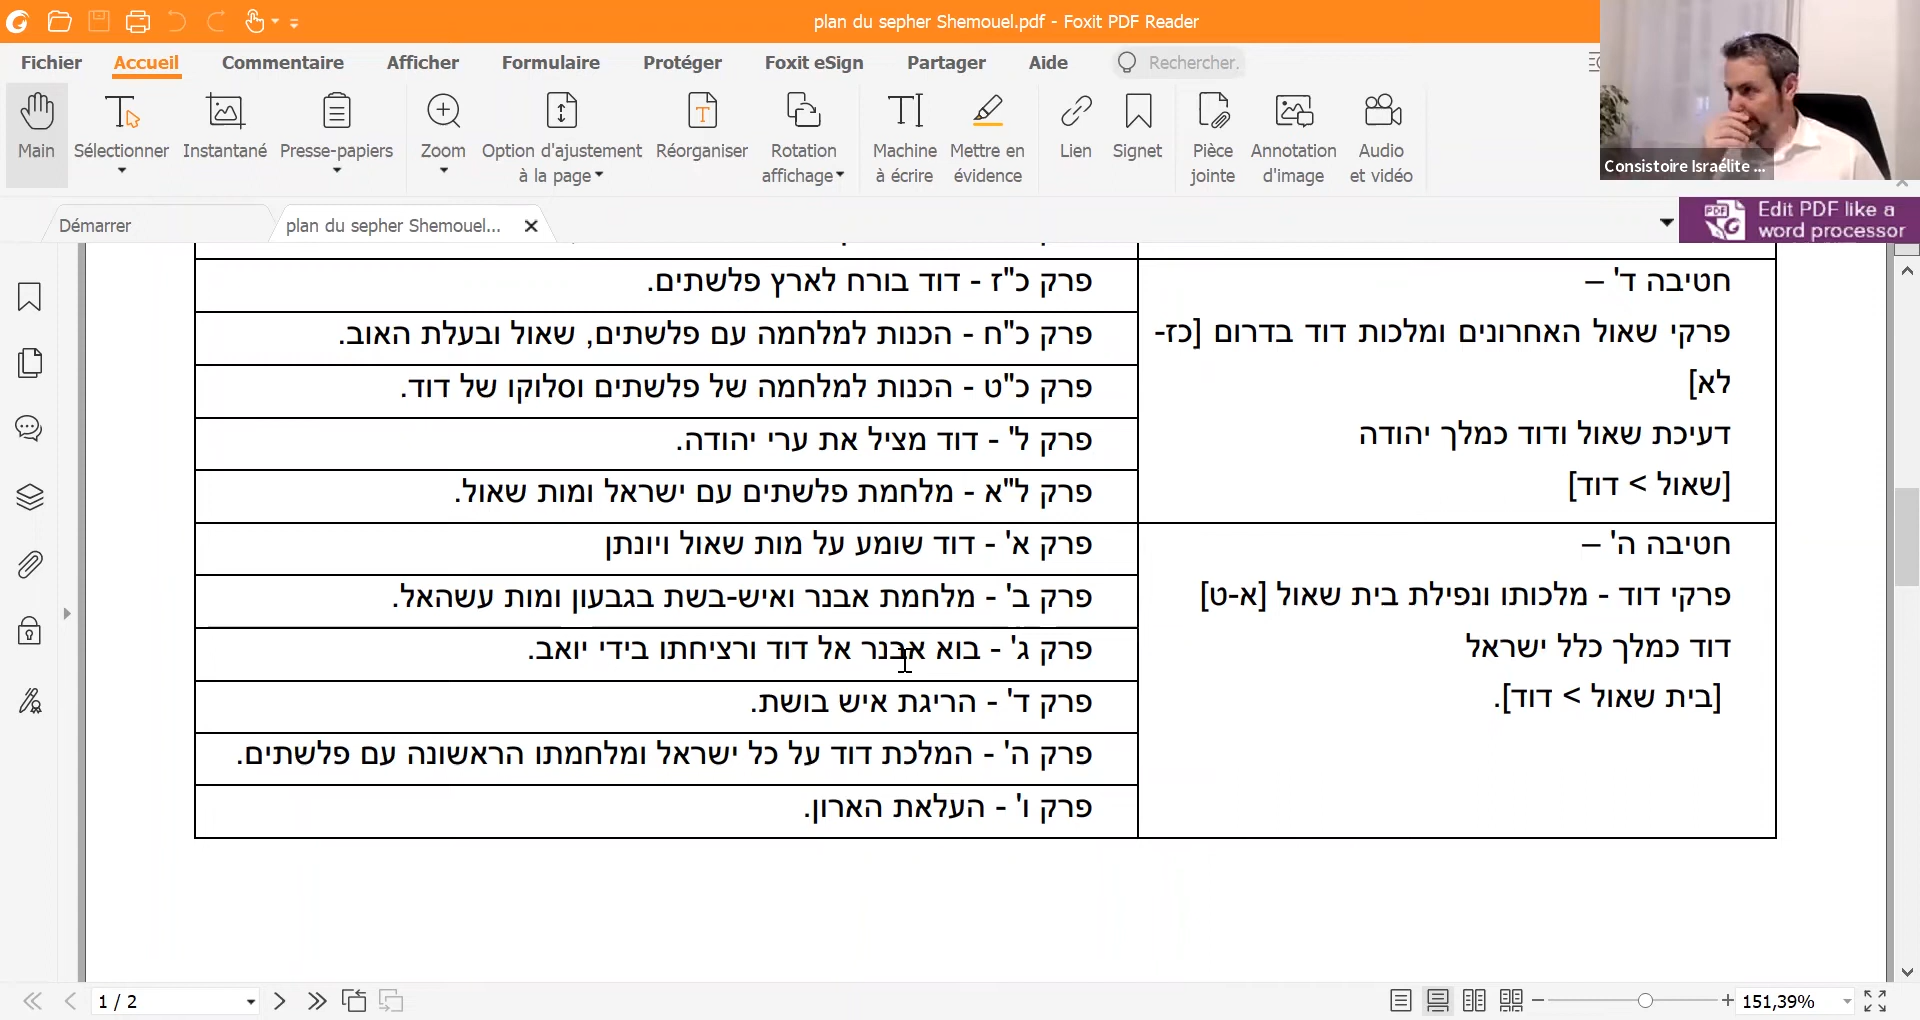 plan du sepher Shemouel.pdf - Foxit PDF Reader
Fichier Accueil Commentaire Afficher Formulaire Protéger Foxit eSign Partager Aide Rechercher.
Main Sélectionner Instantané Presse-papiers Zoom Option d'ajustement à la page Réorganiser Rotation affichage Machine à écrire Mettre en évidence Lien Signet Pièce jointe Annotation d'image Audio et vidéo
Consistoire Israélite ...
Démarrer
plan du sepher Shemouel...
Edit PDF like a
word processor
חטיבה ד' –
פרקי שאול האחרונים ומלכות דוד בדרום [כז-
לא]
דעיכת שאול ודוד כמלך יהודה
[שאול > דוד]
פרק כ"ז - דוד בורח לארץ פלשתים.
פרק כ"ח - הכנות למלחמה עם פלשתים, שאול ובעלת האוב.
פרק כ"ט - הכנות למלחמה של פלשתים וסלוקו של דוד.
פרק ל' - דוד מציל את ערי יהודה.
פרק ל"א - מלחמת פלשתים עם ישראל ומות שאול.
חטיבה ה' –
פרקי דוד - מלכותו ונפילת בית שאול [א-ט]
דוד כמלך כלל ישראל
[בית שאול > דוד].
פרק א' - דוד שומע על מות שאול ויונתן
פרק ב' - מלחמת אבנר ואיש-בשת בגבעון ומות עשהאל.
פרק ג' - בוא אבנר אל דוד ורציחתו בידי יואב.
פרק ד' - הריגת איש בושת.
פרק ה' - המלכת דוד על כל ישראל ומלחמתו הראשונה עם פלשתים.
פרק ו' - העלאת הארון.
1 / 2
151,39%